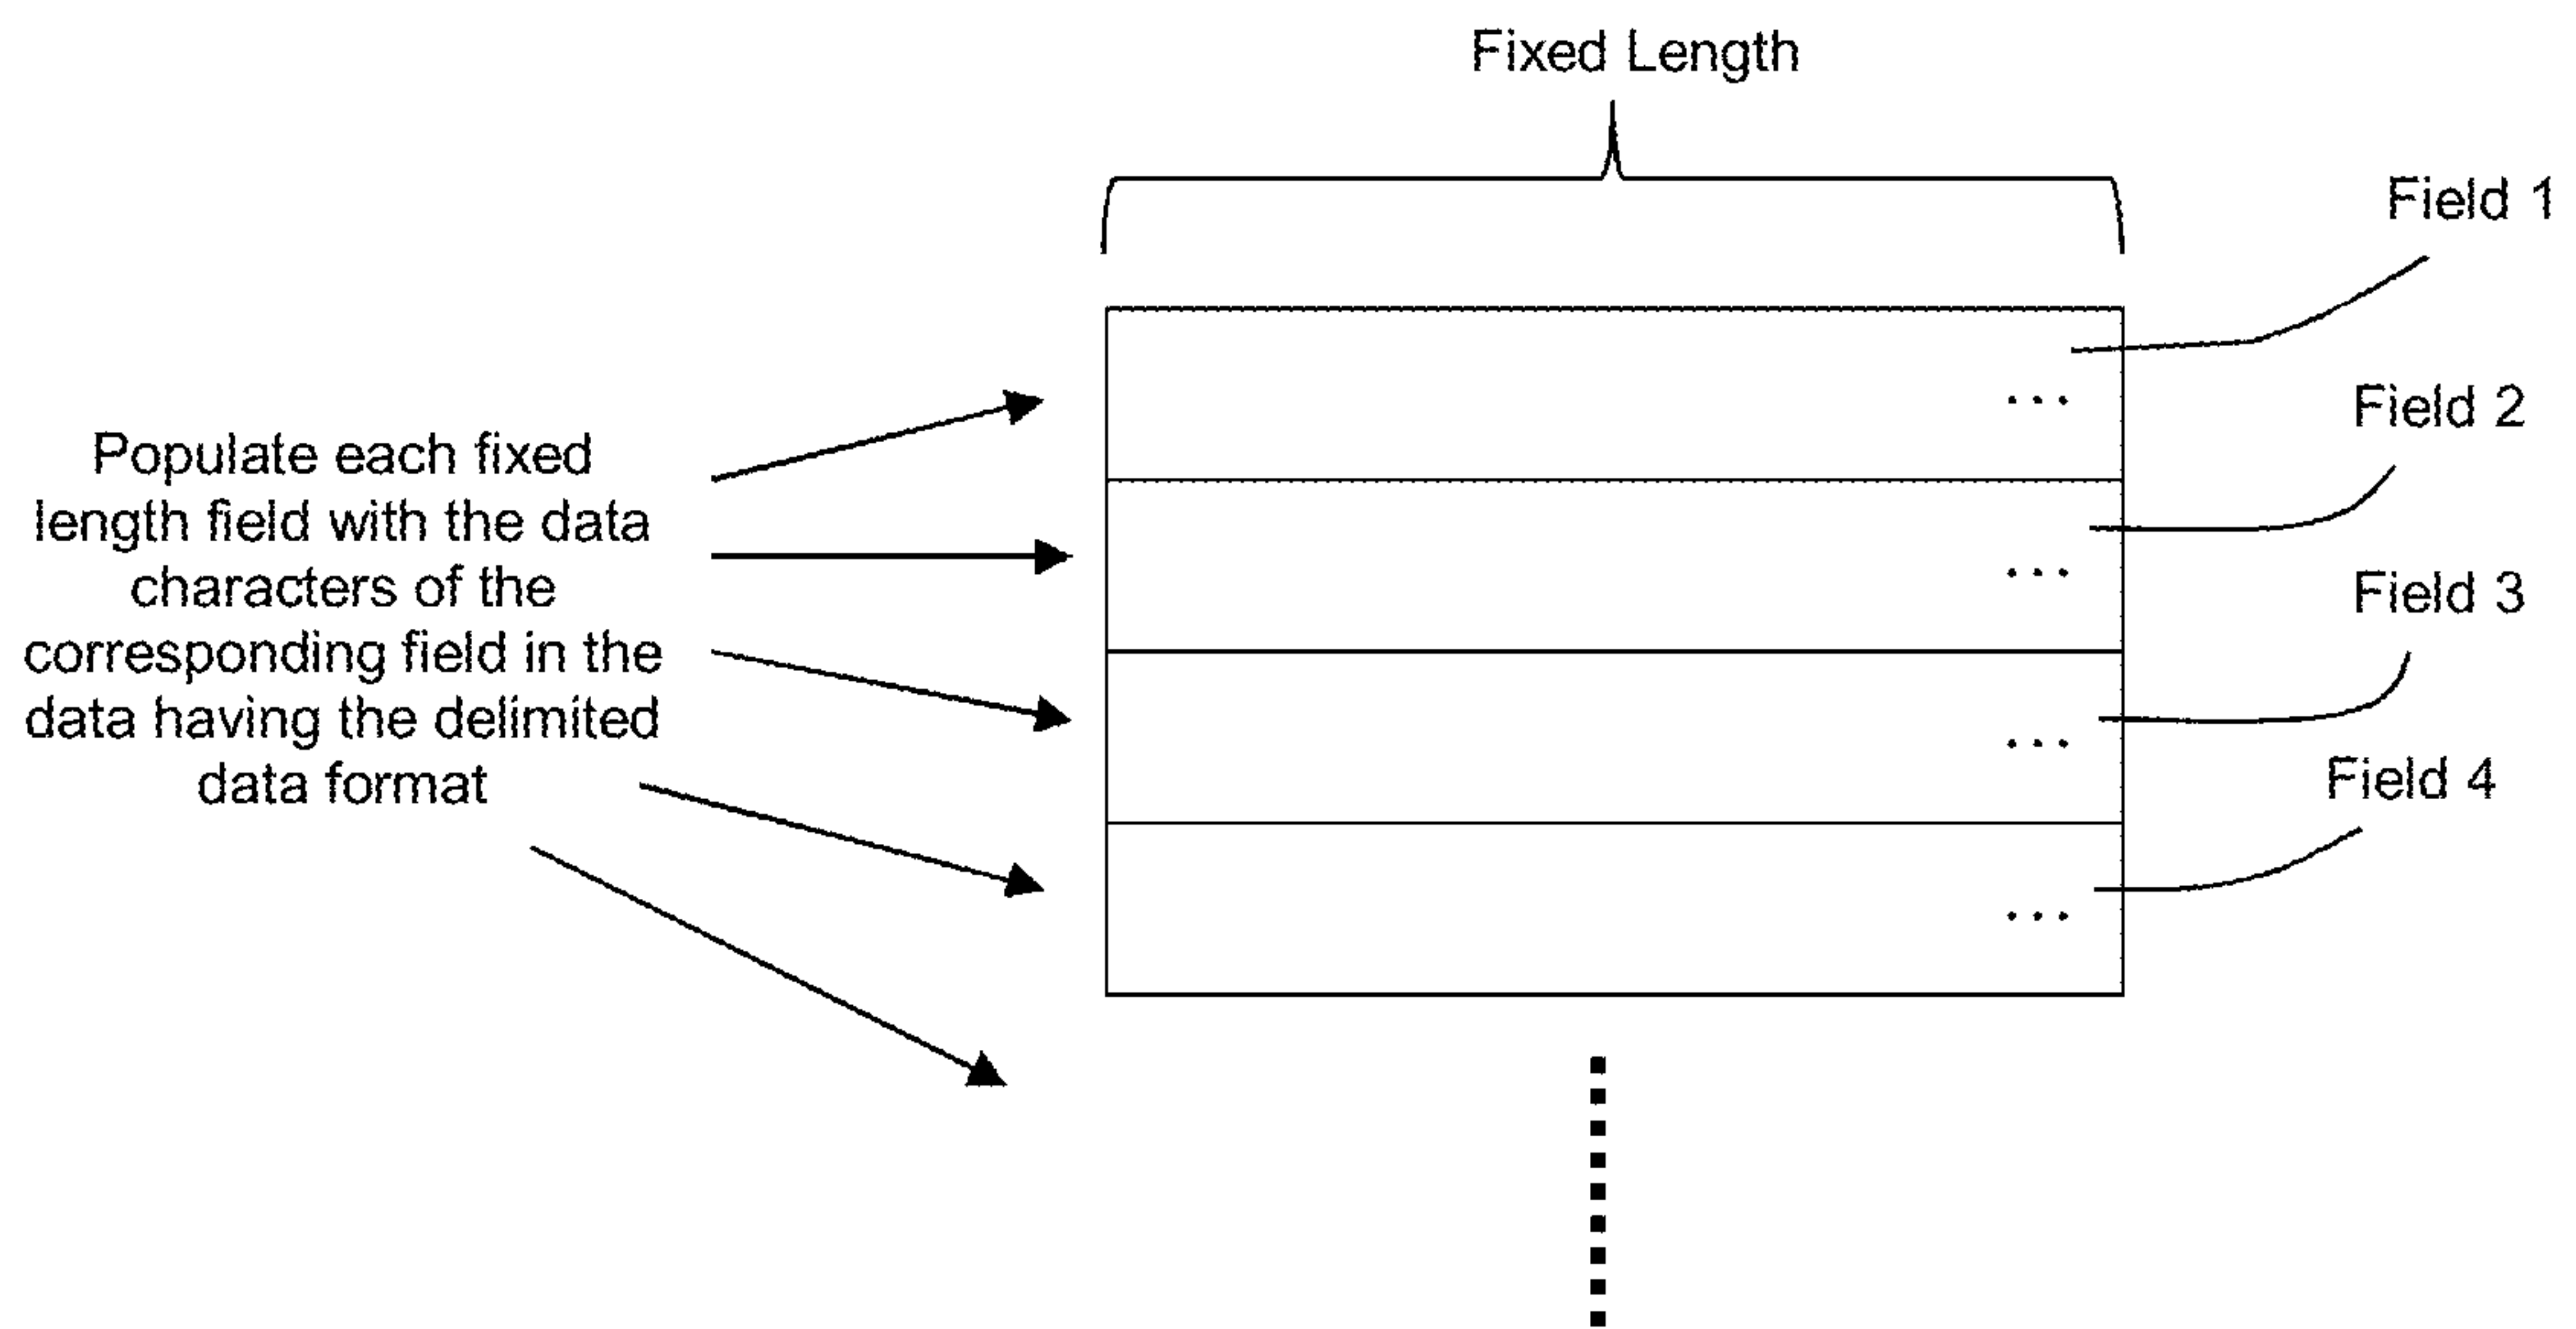 Fixed Length
Field 1
Field 2
Populate each fixed
length field with the data
characters of the
corresponding field in the
data having the delimited
data format
Field 3
Field 4
...
...
...
...